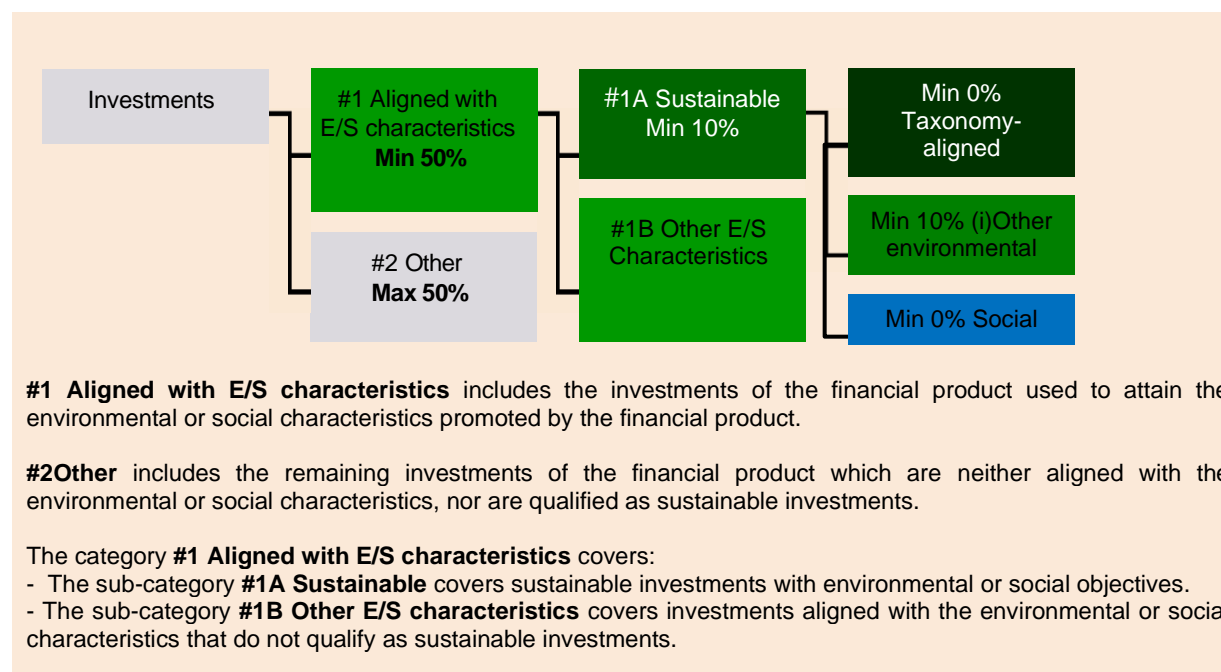 Investments
#1 Aligned with
E/S characteristics
Min 50%
#2 Other
Max 50%
#1A Sustainable
Min 10%
#1B Other E/S
Characteristics
Min 0%
Taxonomy-
aligned
Min 10% (i)Other
environmental
Min 0% Social
#1 Aligned with E/S characteristics includes the investments of the financial product used to attain the
environmental or social characteristics promoted by the financial product.
#2Other includes the remaining investments of the financial product which are neither aligned with the
environmental or social characteristics, nor are qualified as sustainable investments.
The category #1 Aligned with E/S characteristics covers:
- The sub-category #1A Sustainable covers sustainable investments with environmental or social objectives.
- The sub-category #1B Other E/S characteristics covers investments aligned with the environmental or social
characteristics that do not qualify as sustainable investments.